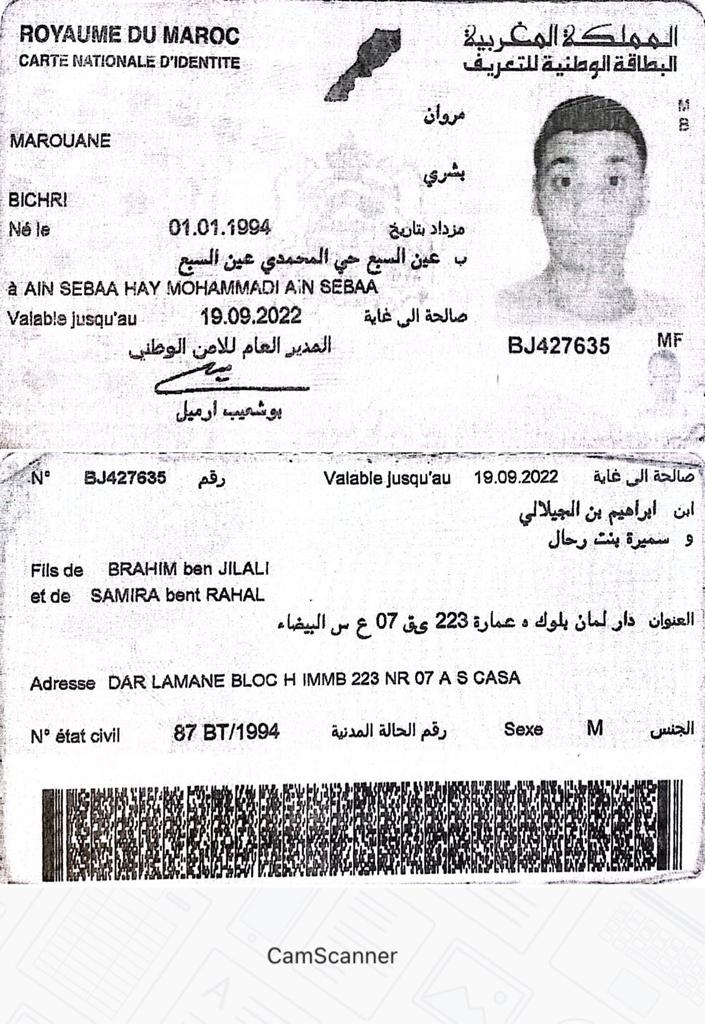 ROYAUME DU MAROC
المملكة المغربية
CARTE NATIONALE D'IDENTITE
البطاقة الوطنية للتعريف
M
B
مروان
MAROUANE
بشري
BICHRI
Né le 01.01.1994 مزداد بتاريخ
ب عين السبع حي المحمدي عين السبع
à AIN SEBAA HAY MOHAMMADI AIN SEBAA
Valable jusqu'au 19.09.2022 صالحة الى غاية
المدير العام للامن الوطني
BJ427635
MF
بوشعيب ارميل
N° BJ427635 رقم Valable jusqu'au 19.09.2022 صالحة الى غاية
ابن ابراهيم بن الجيلالي
و سميرة بنت رحال
Fils de BRAHIM ben JILALI
et de SAMIRA bent RAHAL
العنوان دار لمان بلوك ه عمارة 223 رق 07 ع س البيضاء
Adresse DAR LAMANE BLOC H IMMB 223 NR 07 A S CASA
N° état civil 87 BT/1994 رقم الحالة المدنية Sexe M الجنس
CamScanner